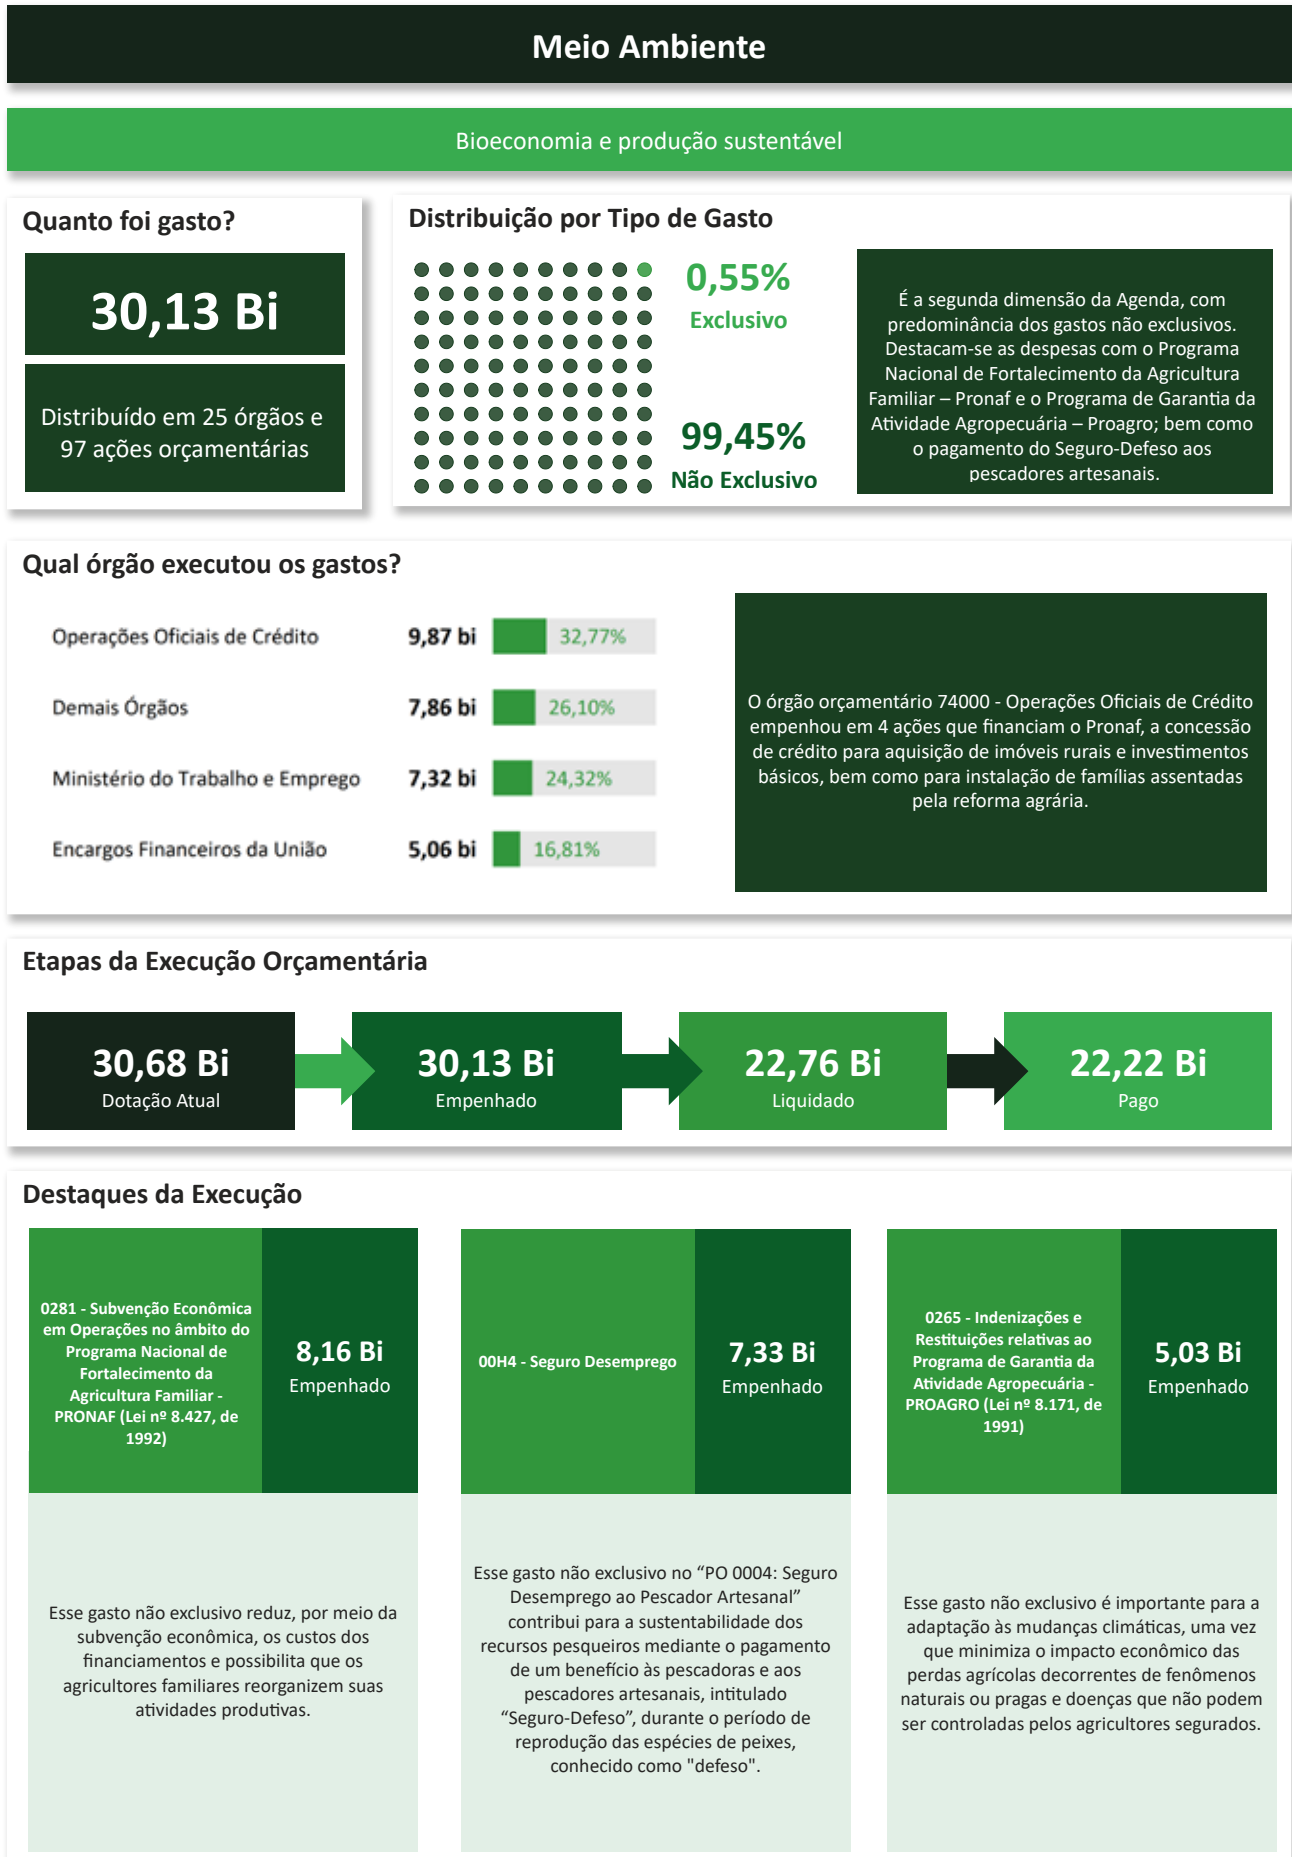 Meio Ambiente
Bioeconomia e produção sustentável
Quanto foi gasto?
30,13 Bi
Distribuído em 25 órgãos e
97 ações orçamentárias
Distribuição por Tipo de Gasto
0,55%
Exclusivo
99,45%
Não Exclusivo
É a segunda dimensão da Agenda, com
predominância dos gastos não exclusivos.
Destacam-se as despesas com o Programa
Nacional de Fortalecimento da Agricultura
Familiar – Pronaf e o Programa de Garantia da
Atividade Agropecuária – Proagro; bem como
o pagamento do Seguro-Defeso aos
pescadores artesanais.
Qual órgão executou os gastos?
Operações Oficiais de Crédito 9,87 bi 32,77%
Demais Órgãos 7,86 bi 26,10%
Ministério do Trabalho e Emprego 7,32 bi 24,32%
Encargos Financeiros da União 5,06 bi 16,81%
O órgão orçamentário 74000 - Operações Oficiais de Crédito
empenhou em 4 ações que financiam o Pronaf, a concessão
de crédito para aquisição de imóveis rurais e investimentos
básicos, bem como para instalação de famílias assentadas
pela reforma agrária.
Etapas da Execução Orçamentária
30,68 Bi
Dotação Atual
30,13 Bi
Empenhado
22,76 Bi
Liquidado
22,22 Bi
Pago
Destaques da Execução
0281 - Subvenção Econômica
em Operações no âmbito do
Programa Nacional de
Fortalecimento da
Agricultura Familiar -
PRONAF (Lei nº 8.427, de
1992)
8,16 Bi
Empenhado
Esse gasto não exclusivo reduz, por meio da
subvenção econômica, os custos dos
financiamentos e possibilita que os
agricultores familiares reorganizem suas
atividades produtivas.
00H4 - Seguro Desemprego
7,33 Bi
Empenhado
Esse gasto não exclusivo no “PO 0004: Seguro
Desemprego ao Pescador Artesanal”
contribui para a sustentabilidade dos
recursos pesqueiros mediante o pagamento
de um benefício às pescadoras e aos
pescadores artesanais, intitulado
“Seguro-Defeso”, durante o período de
reprodução das espécies de peixes,
conhecido como "defeso".
0265 - Indenizações e
Restituições relativas ao
Programa de Garantia da
Atividade Agropecuária -
PROAGRO (Lei nº 8.171, de
1991)
5,03 Bi
Empenhado
Esse gasto não exclusivo é importante para a
adaptação às mudanças climáticas, uma vez
que minimiza o impacto econômico das
perdas agrícolas decorrentes de fenômenos
naturais ou pragas e doenças que não podem
ser controladas pelos agricultores segurados.